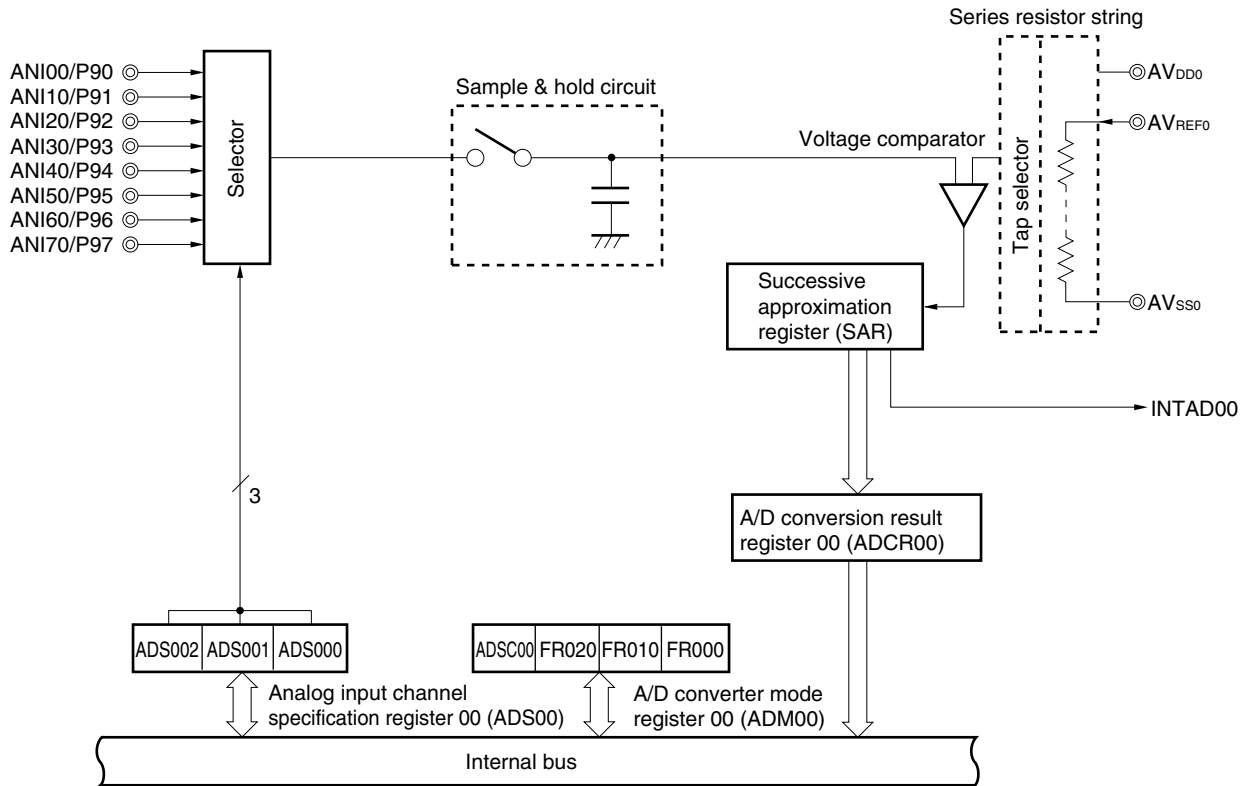 Series resistor string
ANI00/P90
ANI10/P91
ANI20/P92
ANI30/P93
ANI40/P94
ANI50/P95
ANI60/P96
ANI70/P97
Selector
Sample & hold circuit
Voltage comparator
Tap selector
AVDD0
AVREF0
AVSS0
Successive
approximation
register (SAR)
INTAD00
3
A/D conversion result
register 00 (ADCR00)
ADS002 ADS001 ADS000
ADSC00 FR020 FR010 FR000
Analog input channel
specification register 00 (ADS00)
A/D converter mode
register 00 (ADM00)
Internal bus